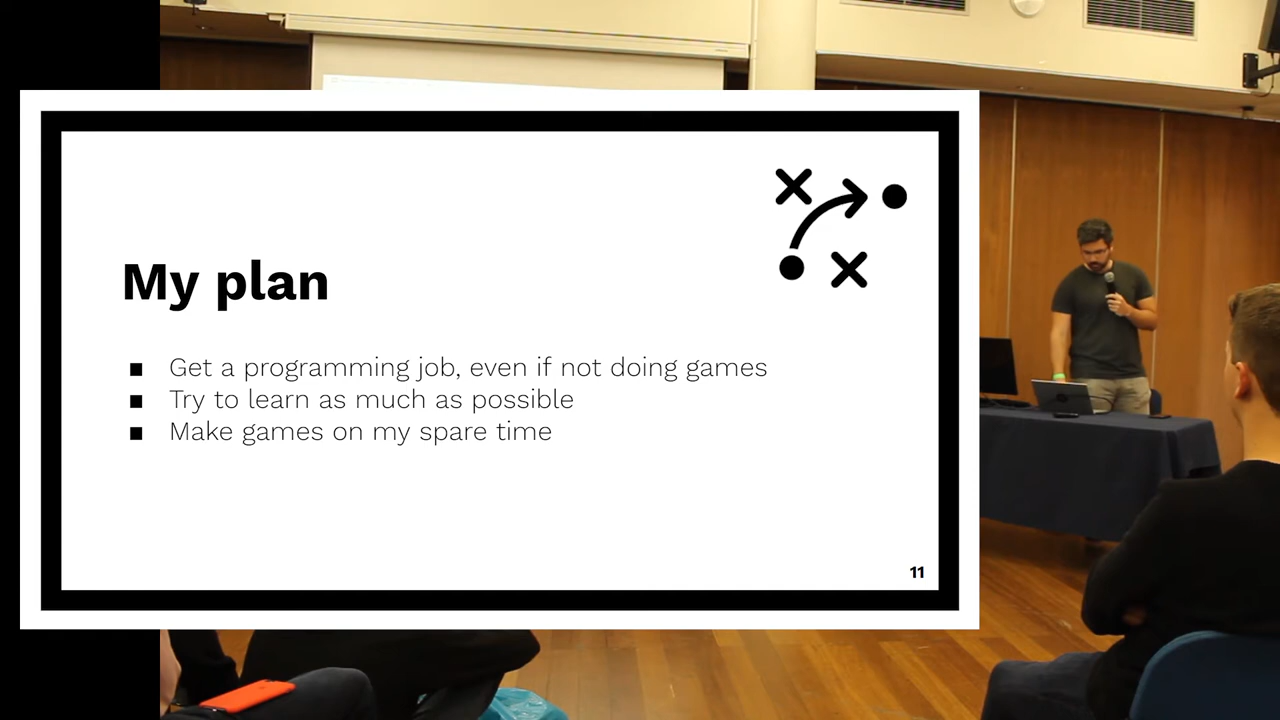 My plan
■ Get a programming job, even if not doing games
■ Try to learn as much as possible
■ Make games on my spare time
11